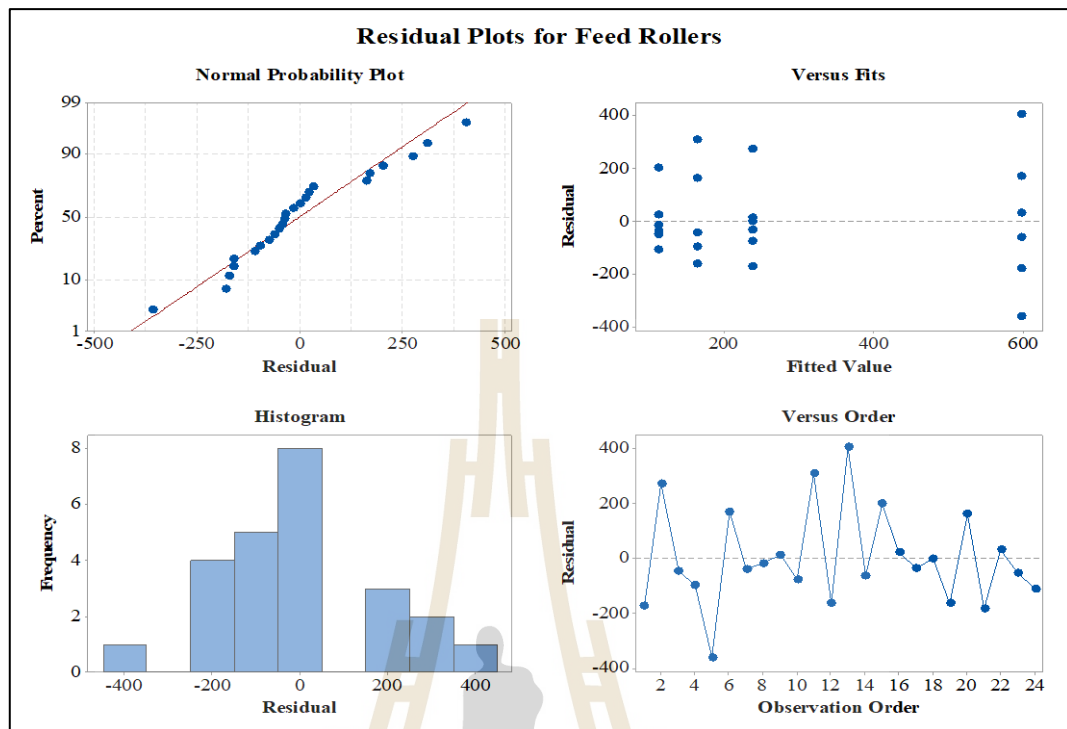 Residual Plots for Feed Rollers
Normal Probability Plot
99
90
50
10
1
Percent
-500 -250 0 250 500
Residual
Versus Fits
400
200
0
-200
-400
Residual
200 400 600
Fitted Value
Histogram
8
6
4
2
0
Frequency
-400 -200 0 200 400
Residual
Versus Order
400
200
0
-200
-400
Residual
2 4 6 8 10 12 14 16 18 20 22 24
Observation Order